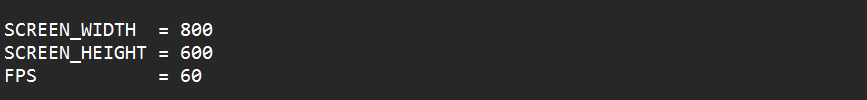 SCREEN_WIDTH  = 800
SCREEN_HEIGHT = 600
FPS           = 60